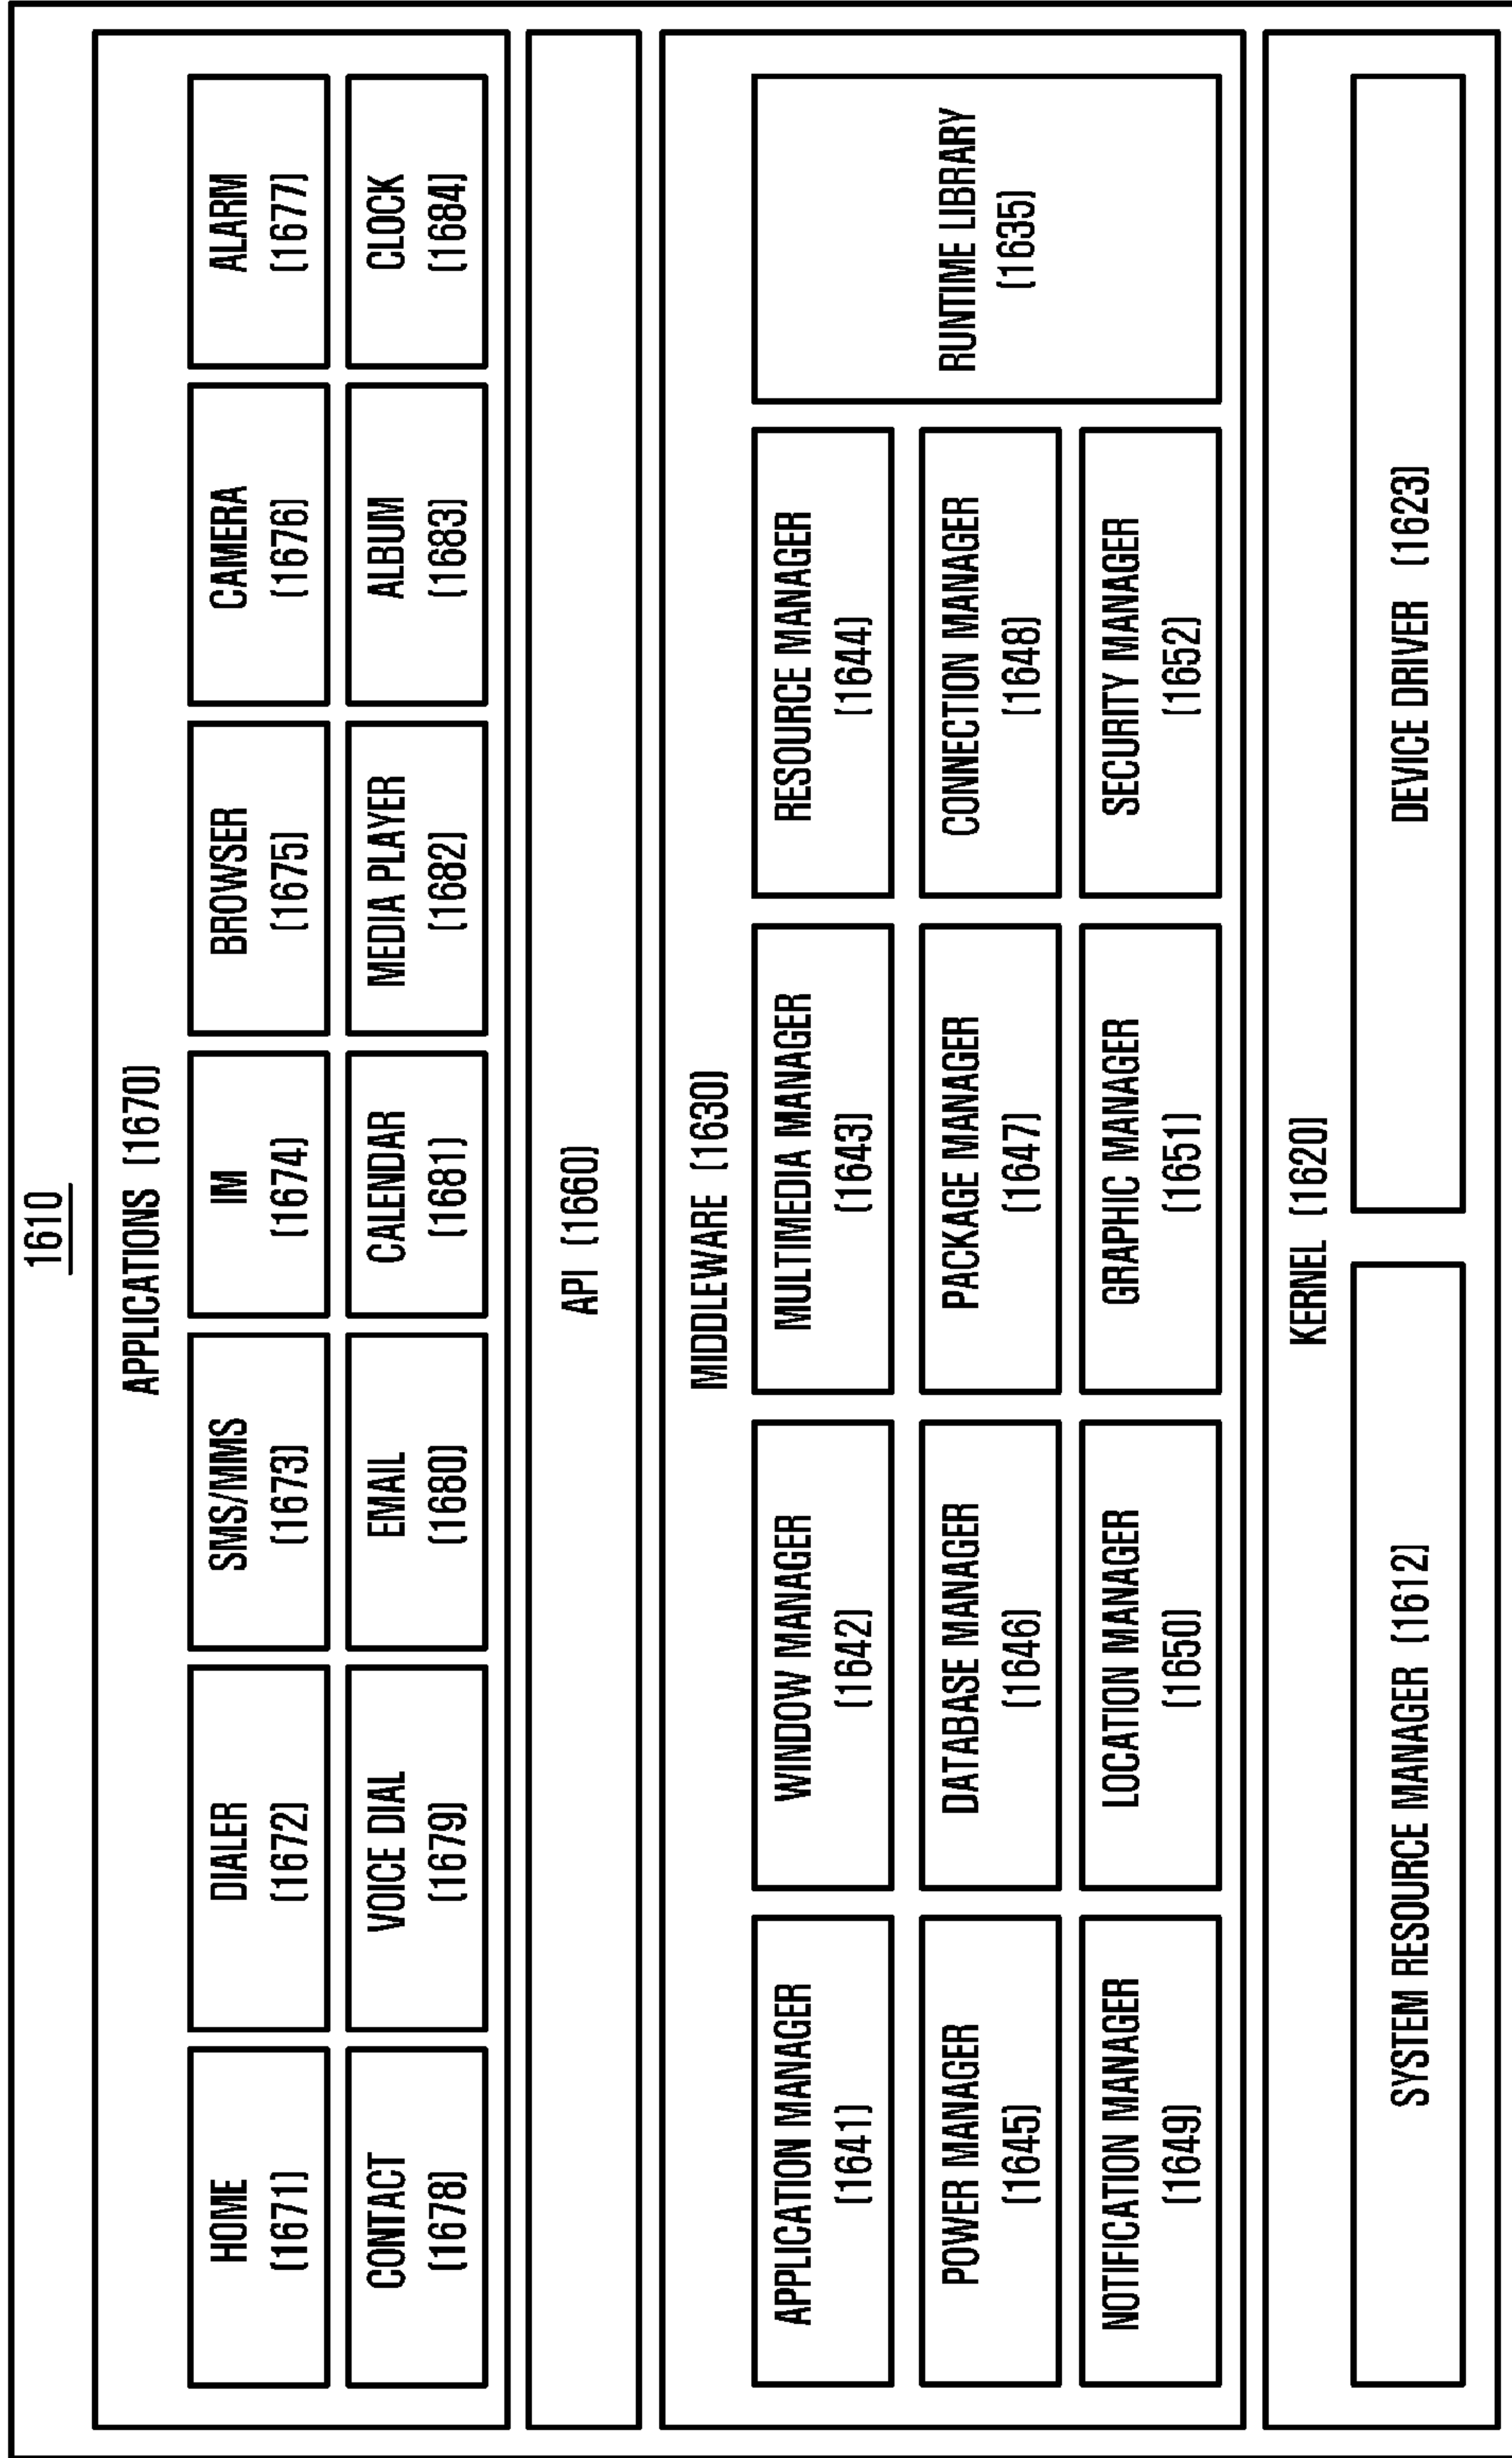 1610
APPLICATIONS (1670)
HOME
(1671)
DIALER
(1672)
SMS/MMS
(1673)
IM
(1674)
BROWSER
(1675)
CAMERA
(1676)
ALARM
(1677)
CONTACT
(1678)
VOICE DIAL
(1679)
EMAIL
(1680)
CALENDAR
(1681)
MEDIA PLAYER
(1682)
ALBUM
(1683)
CLOCK
(1684)
API (1660)
MIDDLEWARE (1630)
APPLICATION MANAGER
(1641)
WINDOW MANAGER
(1642)
MULTIMEDIA MANAGER
(1643)
RESOURCE MANAGER
(1644)
POWER MANAGER
(1645)
DATABASE MANAGER
(1646)
PACKAGE MANAGER
(1647)
CONNECTION MANAGER
(1648)
NOTIFICATION MANAGER
(1649)
LOCATION MANAGER
(1650)
GRAPHIC MANAGER
(1651)
SECURITY MANAGER
(1652)
RUNTIME LIBRARY
(1635)
KERNEL (1620)
SYSTEM RESOURCE MANAGER (1612)
DEVICE DRIVER (1623)